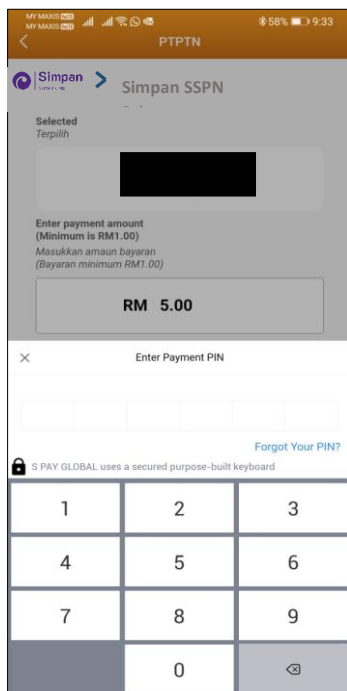 MY MAXIS
MY MAXIS
58% 9:33
PTPTN
Simpan
Simpan SSPN
Selected
Terpilih
Enter payment amount
(Minimum is RM1.00)
Masukkan amaun bayaran
(Bayaran minimum RM1.00)
RM 5.00
Enter Payment PIN
Forgot Your PIN?
S PAY GLOBAL uses a secured purpose-built keyboard
1 2 3
4 5 6
7 8 9
0